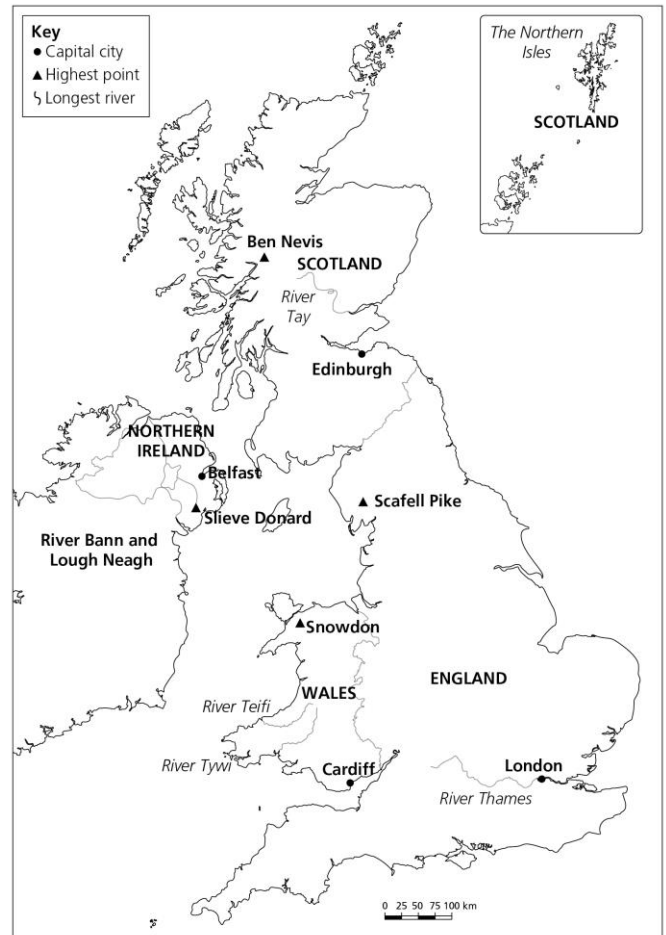 Key
Capital city
Highest point
Longest river
The Northern
Isles
SCOTLAND
Ben Nevis
SCOTLAND
River
Tay
Edinburgh
NORTHERN
IRELAND
Belfast
Slieve Donard
Scafell Pike
River Bann and
Lough Neagh
Snowdon
WALES
ENGLAND
River Teifi
River Tywi
Cardiff
London
River Thames
0 25 50 75 100 km